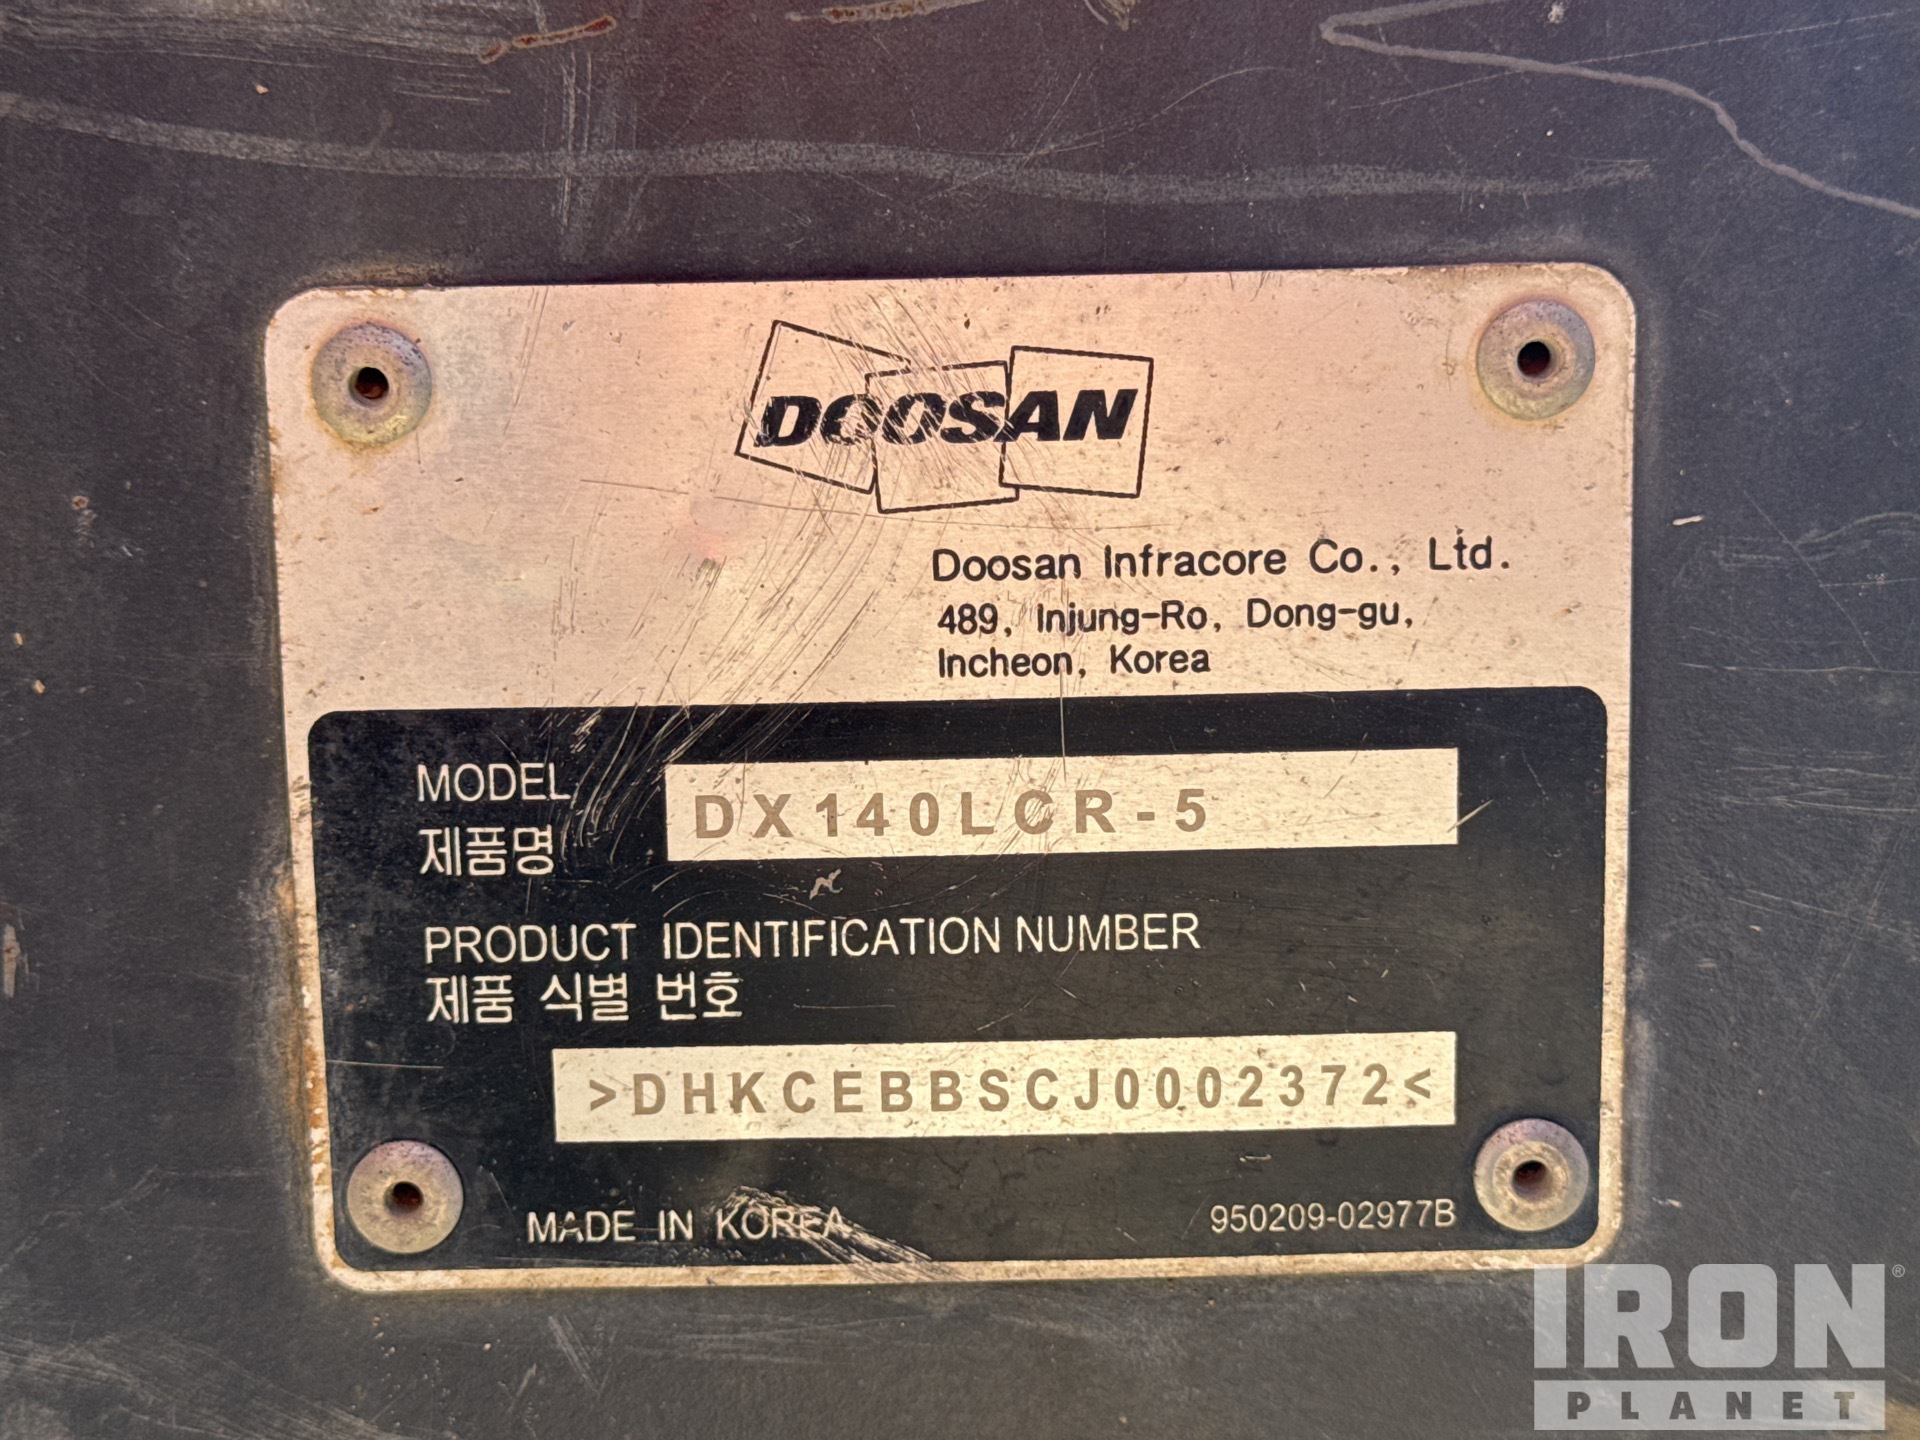 DOOSAN
Doosan Infracore Co., Ltd.
489, Injung-Ro, Dong-gu,
Incheon, Korea
MODEL
제품명
DX140LCR-5
PRODUCT IDENTIFICATION NUMBER
제품 식별 번호
>DHKCEBBSCJ0002372<
MADE IN KOREA
950209-02977B
IRON®
PLANET